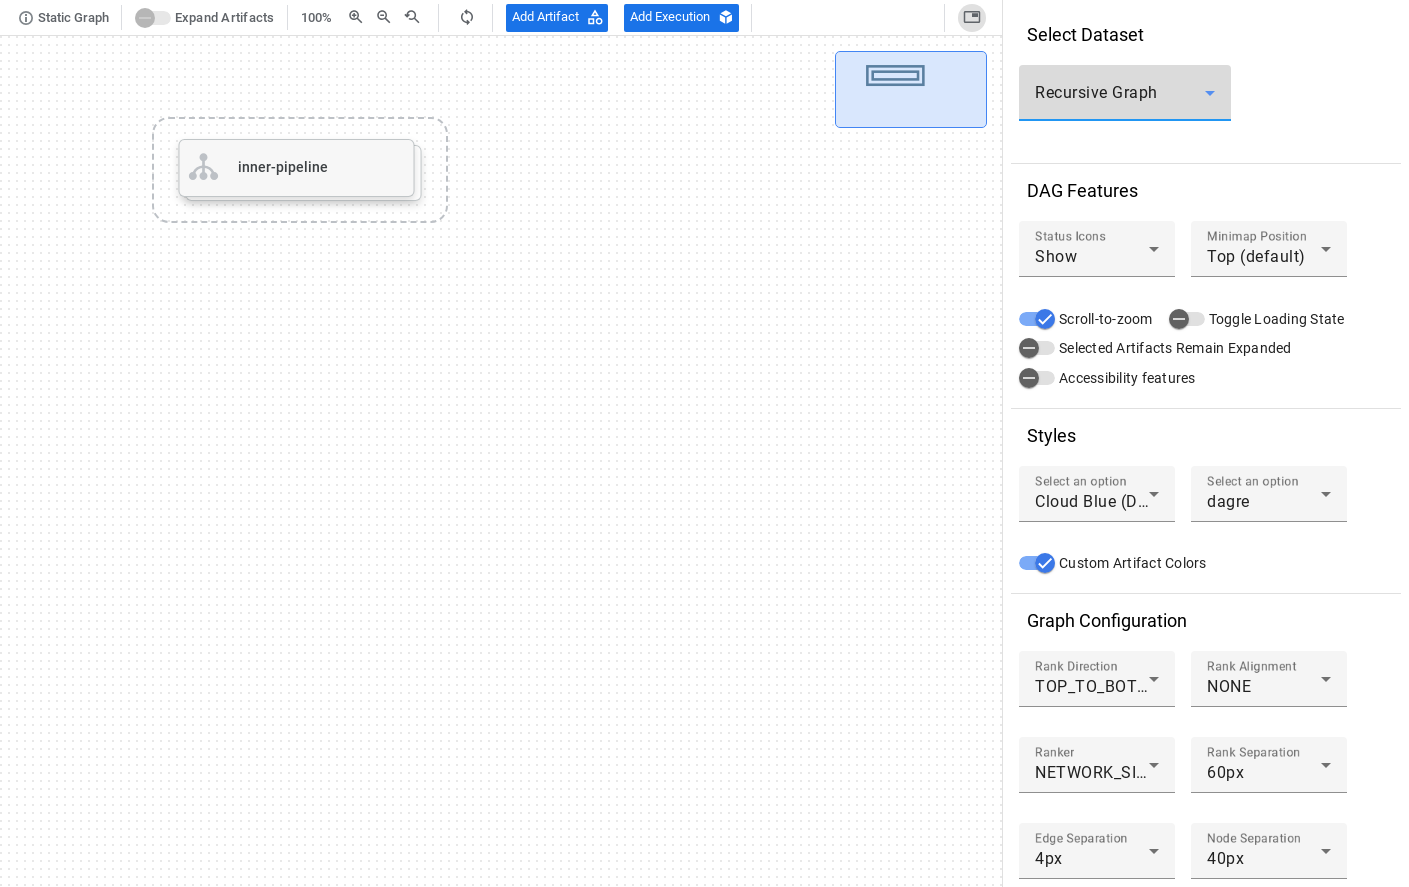 Static Graph
Expand Artifacts
100%
Add Artifact
Add Execution
inner-pipeline
Select Dataset
Recursive Graph
DAG Features
Status Icons
Show
Minimap Position
Top (default)
Scroll-to-zoom
Toggle Loading State
Selected Artifacts Remain Expanded
Accessibility features
Styles
Select an option
Cloud Blue (D...
Select an option
dagre
Custom Artifact Colors
Graph Configuration
Rank Direction
TOP_TO_BOT...
Rank Alignment
NONE
Ranker
NETWORK_SI...
Rank Separation
60px
Edge Separation
4px
Node Separation
40px